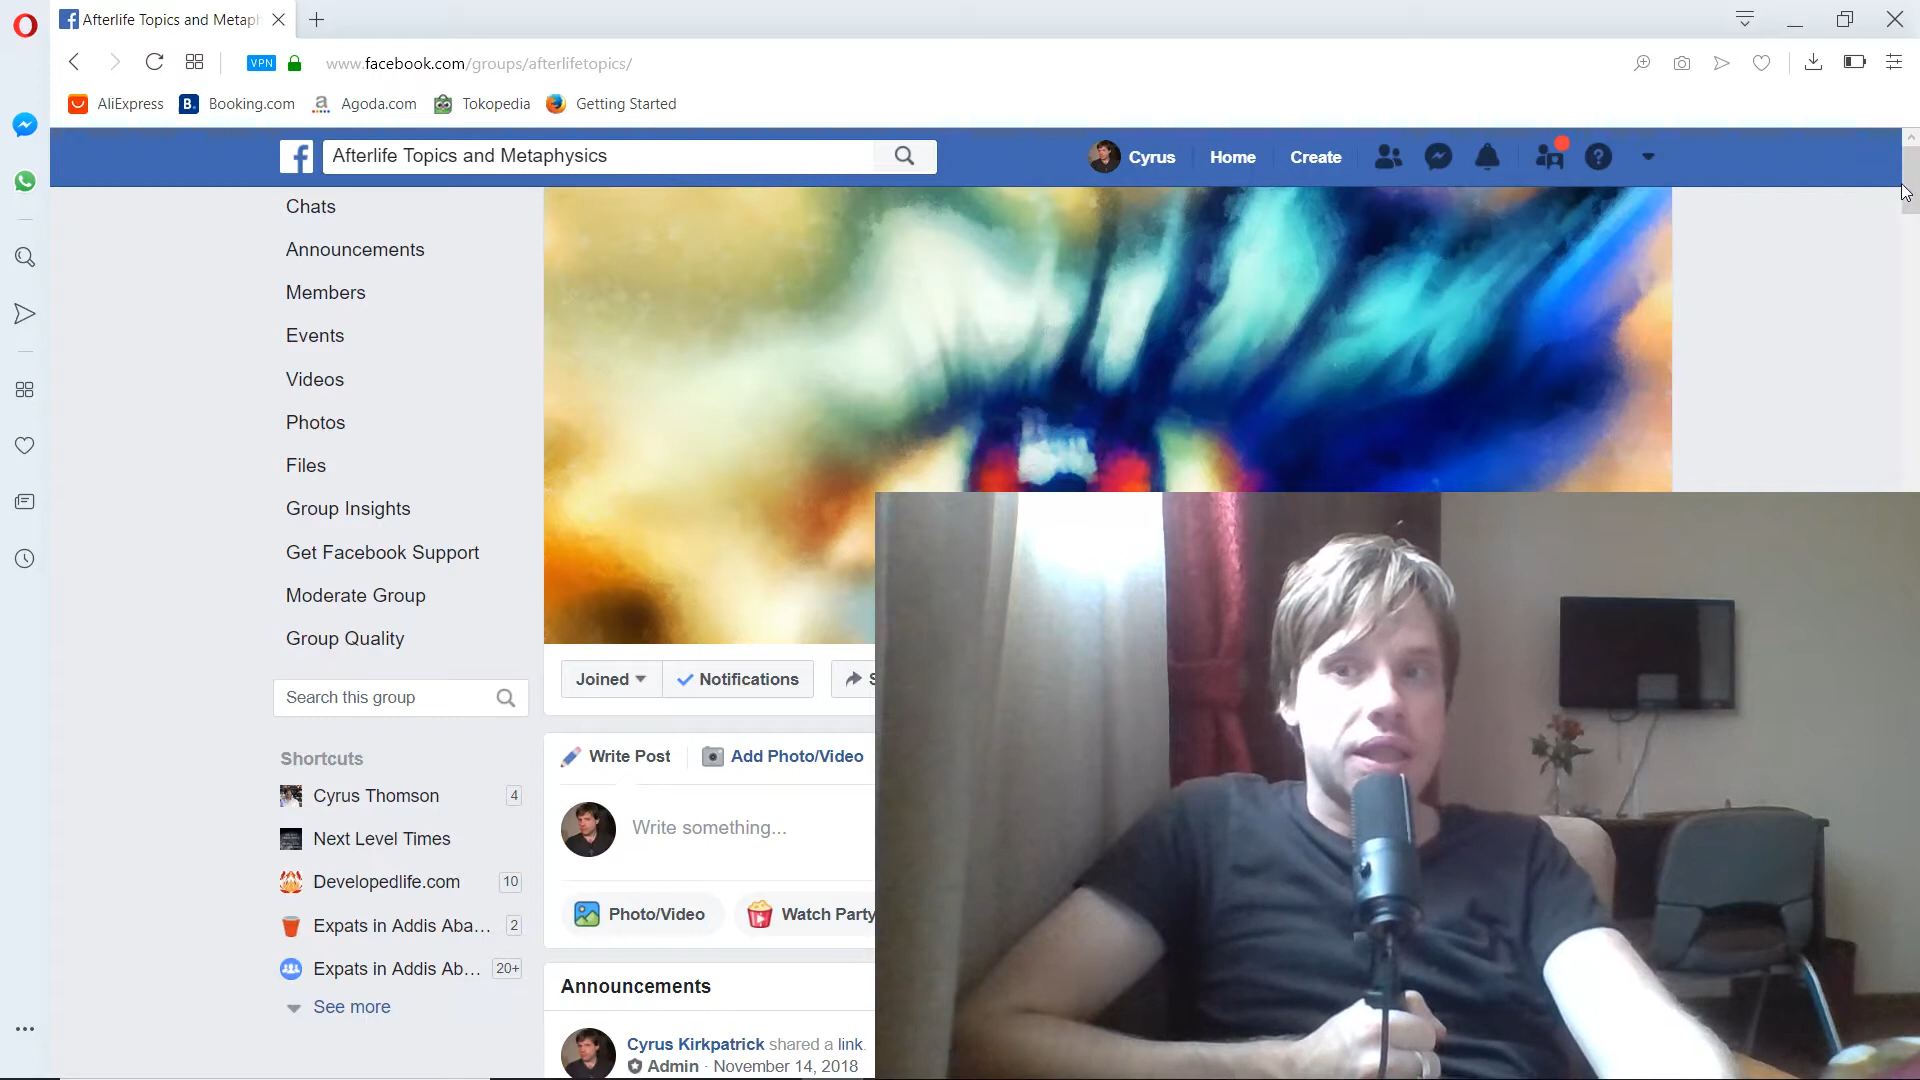 Afterlife Topics and Metaph
VPN
www.facebook.com/groups/afterlifetopics/
AliExpress
Booking.com
Agoda.com
Tokopedia
Getting Started
Afterlife Topics and Metaphysics
Cyrus
Home
Create
Chats
Announcements
Members
Events
Videos
Photos
Files
Group Insights
Get Facebook Support
Moderate Group
Group Quality
Search this group
Shortcuts
Cyrus Thomson 4
Next Level Times
Developedlife.com 10
Expats in Addis Aba... 2
Expats in Addis Ab... 20+
See more
Joined
Notifications
S
Write Post
Add Photo/Video
Write something...
Photo/Video
Watch Party
Announcements
Cyrus Kirkpatrick shared a link.
Admin · November 14, 2018